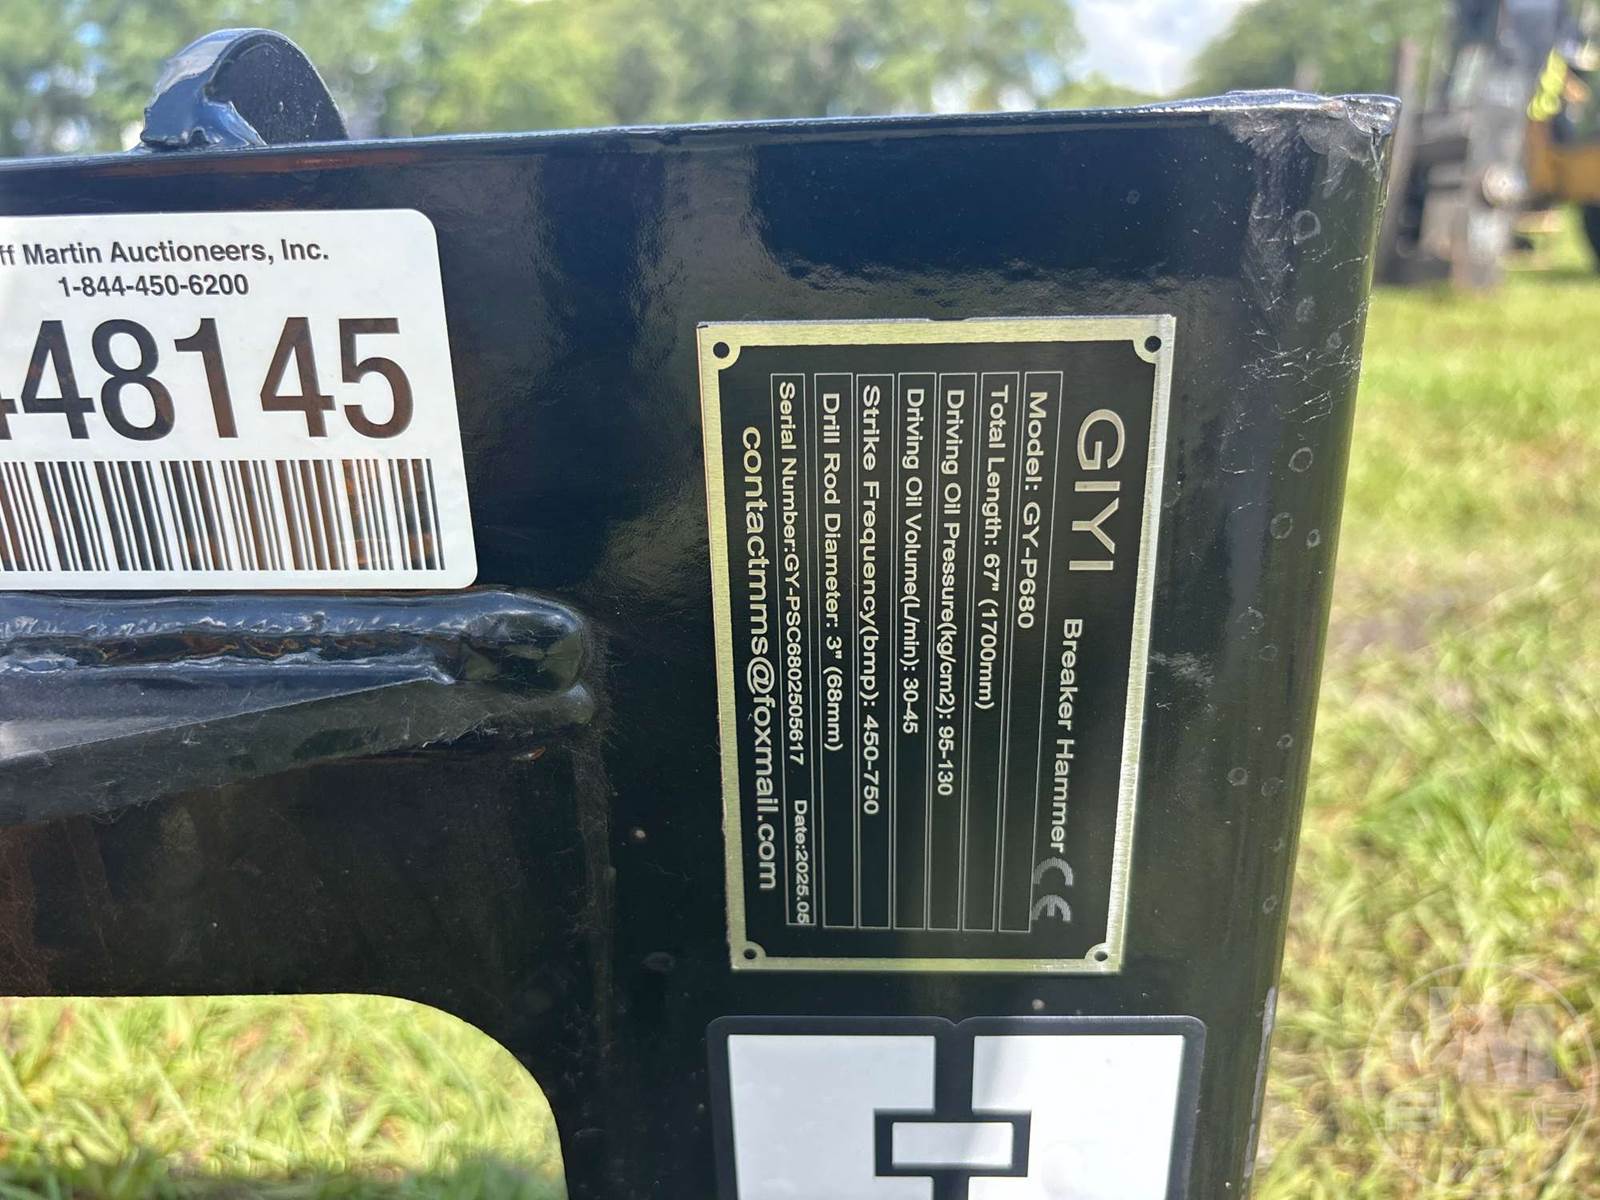 ff Martin Auctioneers, Inc.
1-844-450-6200
48145
GIYI Breaker Hammer CE
Model: GY-P680
Total Length: 67" (1700mm)
Driving Oil Pressure(kg/cm2): 95-130
Driving Oil Volume(L/min): 30-45
Strike Frequency(bmp): 450-750
Drill Rod Diameter: 3" (68mm)
Serial Number:GY-PSC6802505617 Date:2025.05
contactmms@foxmail.com